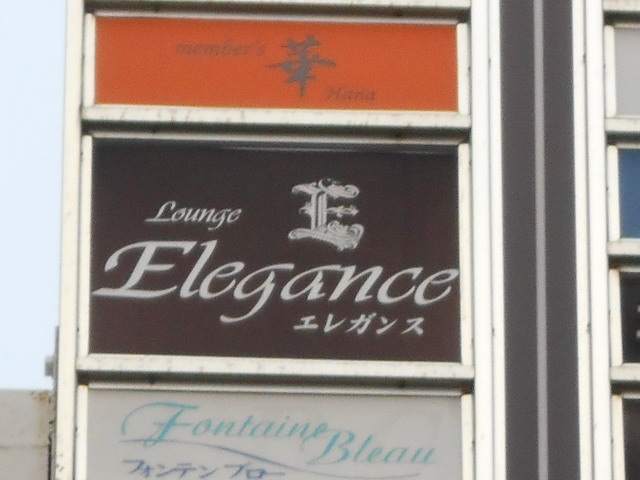 member's 華 Hana
E
Lounge
Elegance
エレガンス
Fontaine Bleau
フォンテンブロー